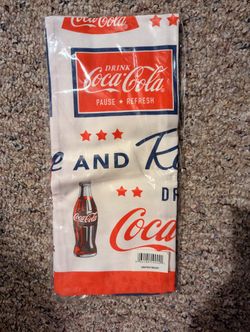 Coca-Cola
DRINK
Coca-Cola
PAUSE ★ REFRESH
AND R
DR
Coca-Cola
Coca